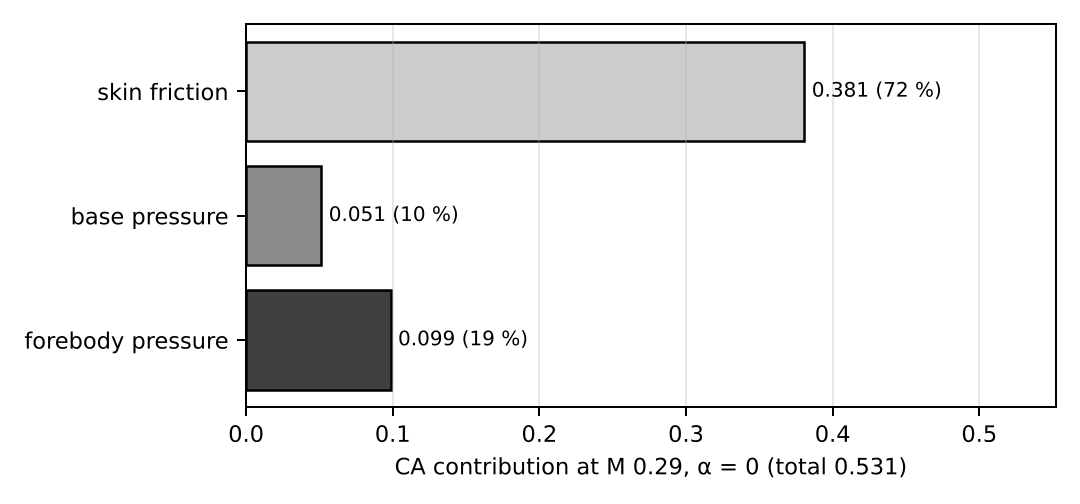 skin friction
0.381 (72 %)
base pressure
0.051 (10 %)
forebody pressure
0.099 (19 %)
0.0 0.1 0.2 0.3 0.4 0.5
CA contribution at M 0.29, α = 0 (total 0.531)